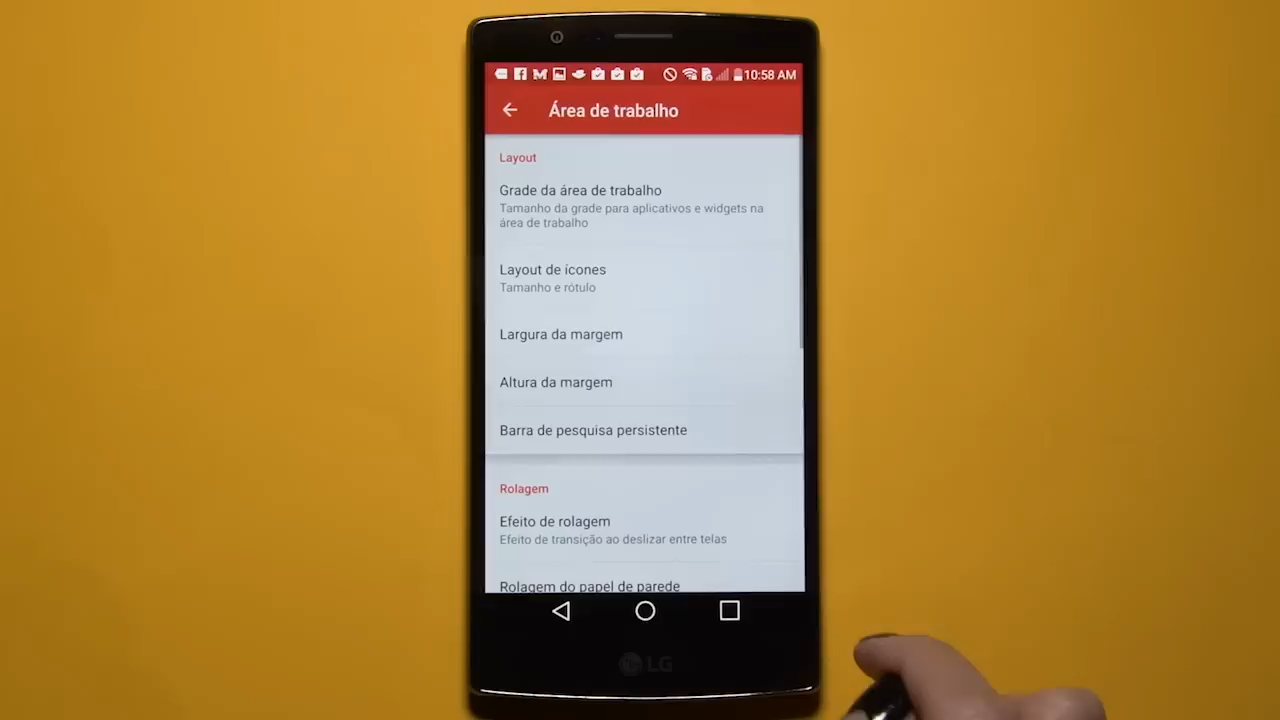 10:58 AM
Área de trabalho
Layout
Grade da área de trabalho
Tamanho da grade para aplicativos e widgets na
área de trabalho
Layout de ícones
Tamanho e rótulo
Largura da margem
Altura da margem
Barra de pesquisa persistente
Rolagem
Efeito de rolagem
Efeito de transição ao deslizar entre telas
Rolagem do papel de parede
LG